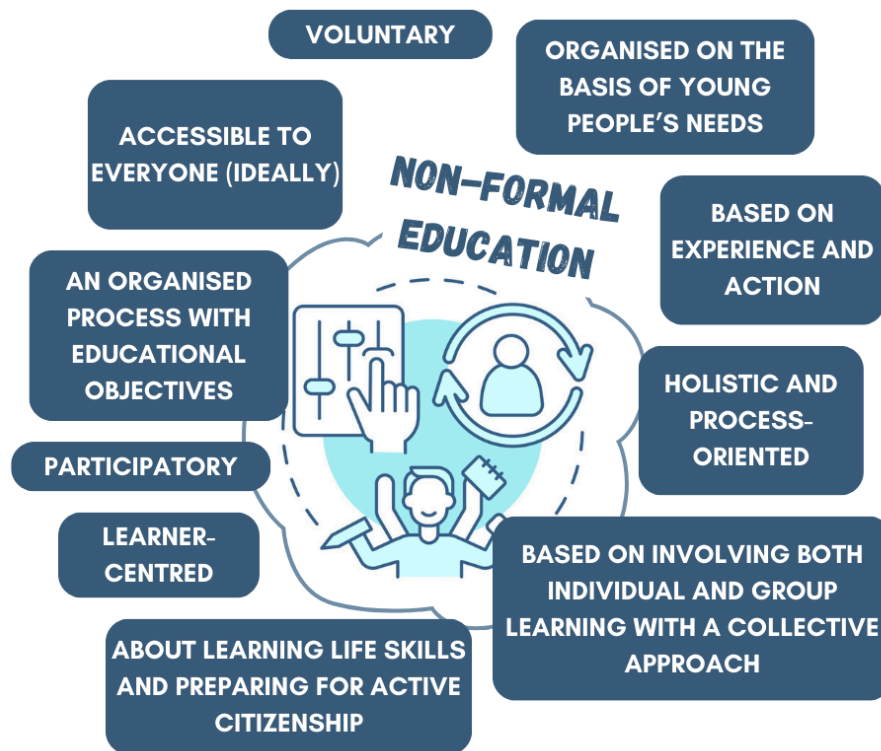 VOLUNTARY
ORGANISED ON THE
BASIS OF YOUNG
PEOPLE’S NEEDS
ACCESSIBLE TO
EVERYONE (IDEALLY)
NON-FORMAL
EDUCATION
BASED ON
EXPERIENCE AND
ACTION
AN ORGANISED
PROCESS WITH
EDUCATIONAL
OBJECTIVES
HOLISTIC AND
PROCESS-
ORIENTED
PARTICIPATORY
LEARNER-
CENTRED
BASED ON INVOLVING BOTH
INDIVIDUAL AND GROUP
LEARNING WITH A COLLECTIVE
APPROACH
ABOUT LEARNING LIFE SKILLS
AND PREPARING FOR ACTIVE
CITIZENSHIP